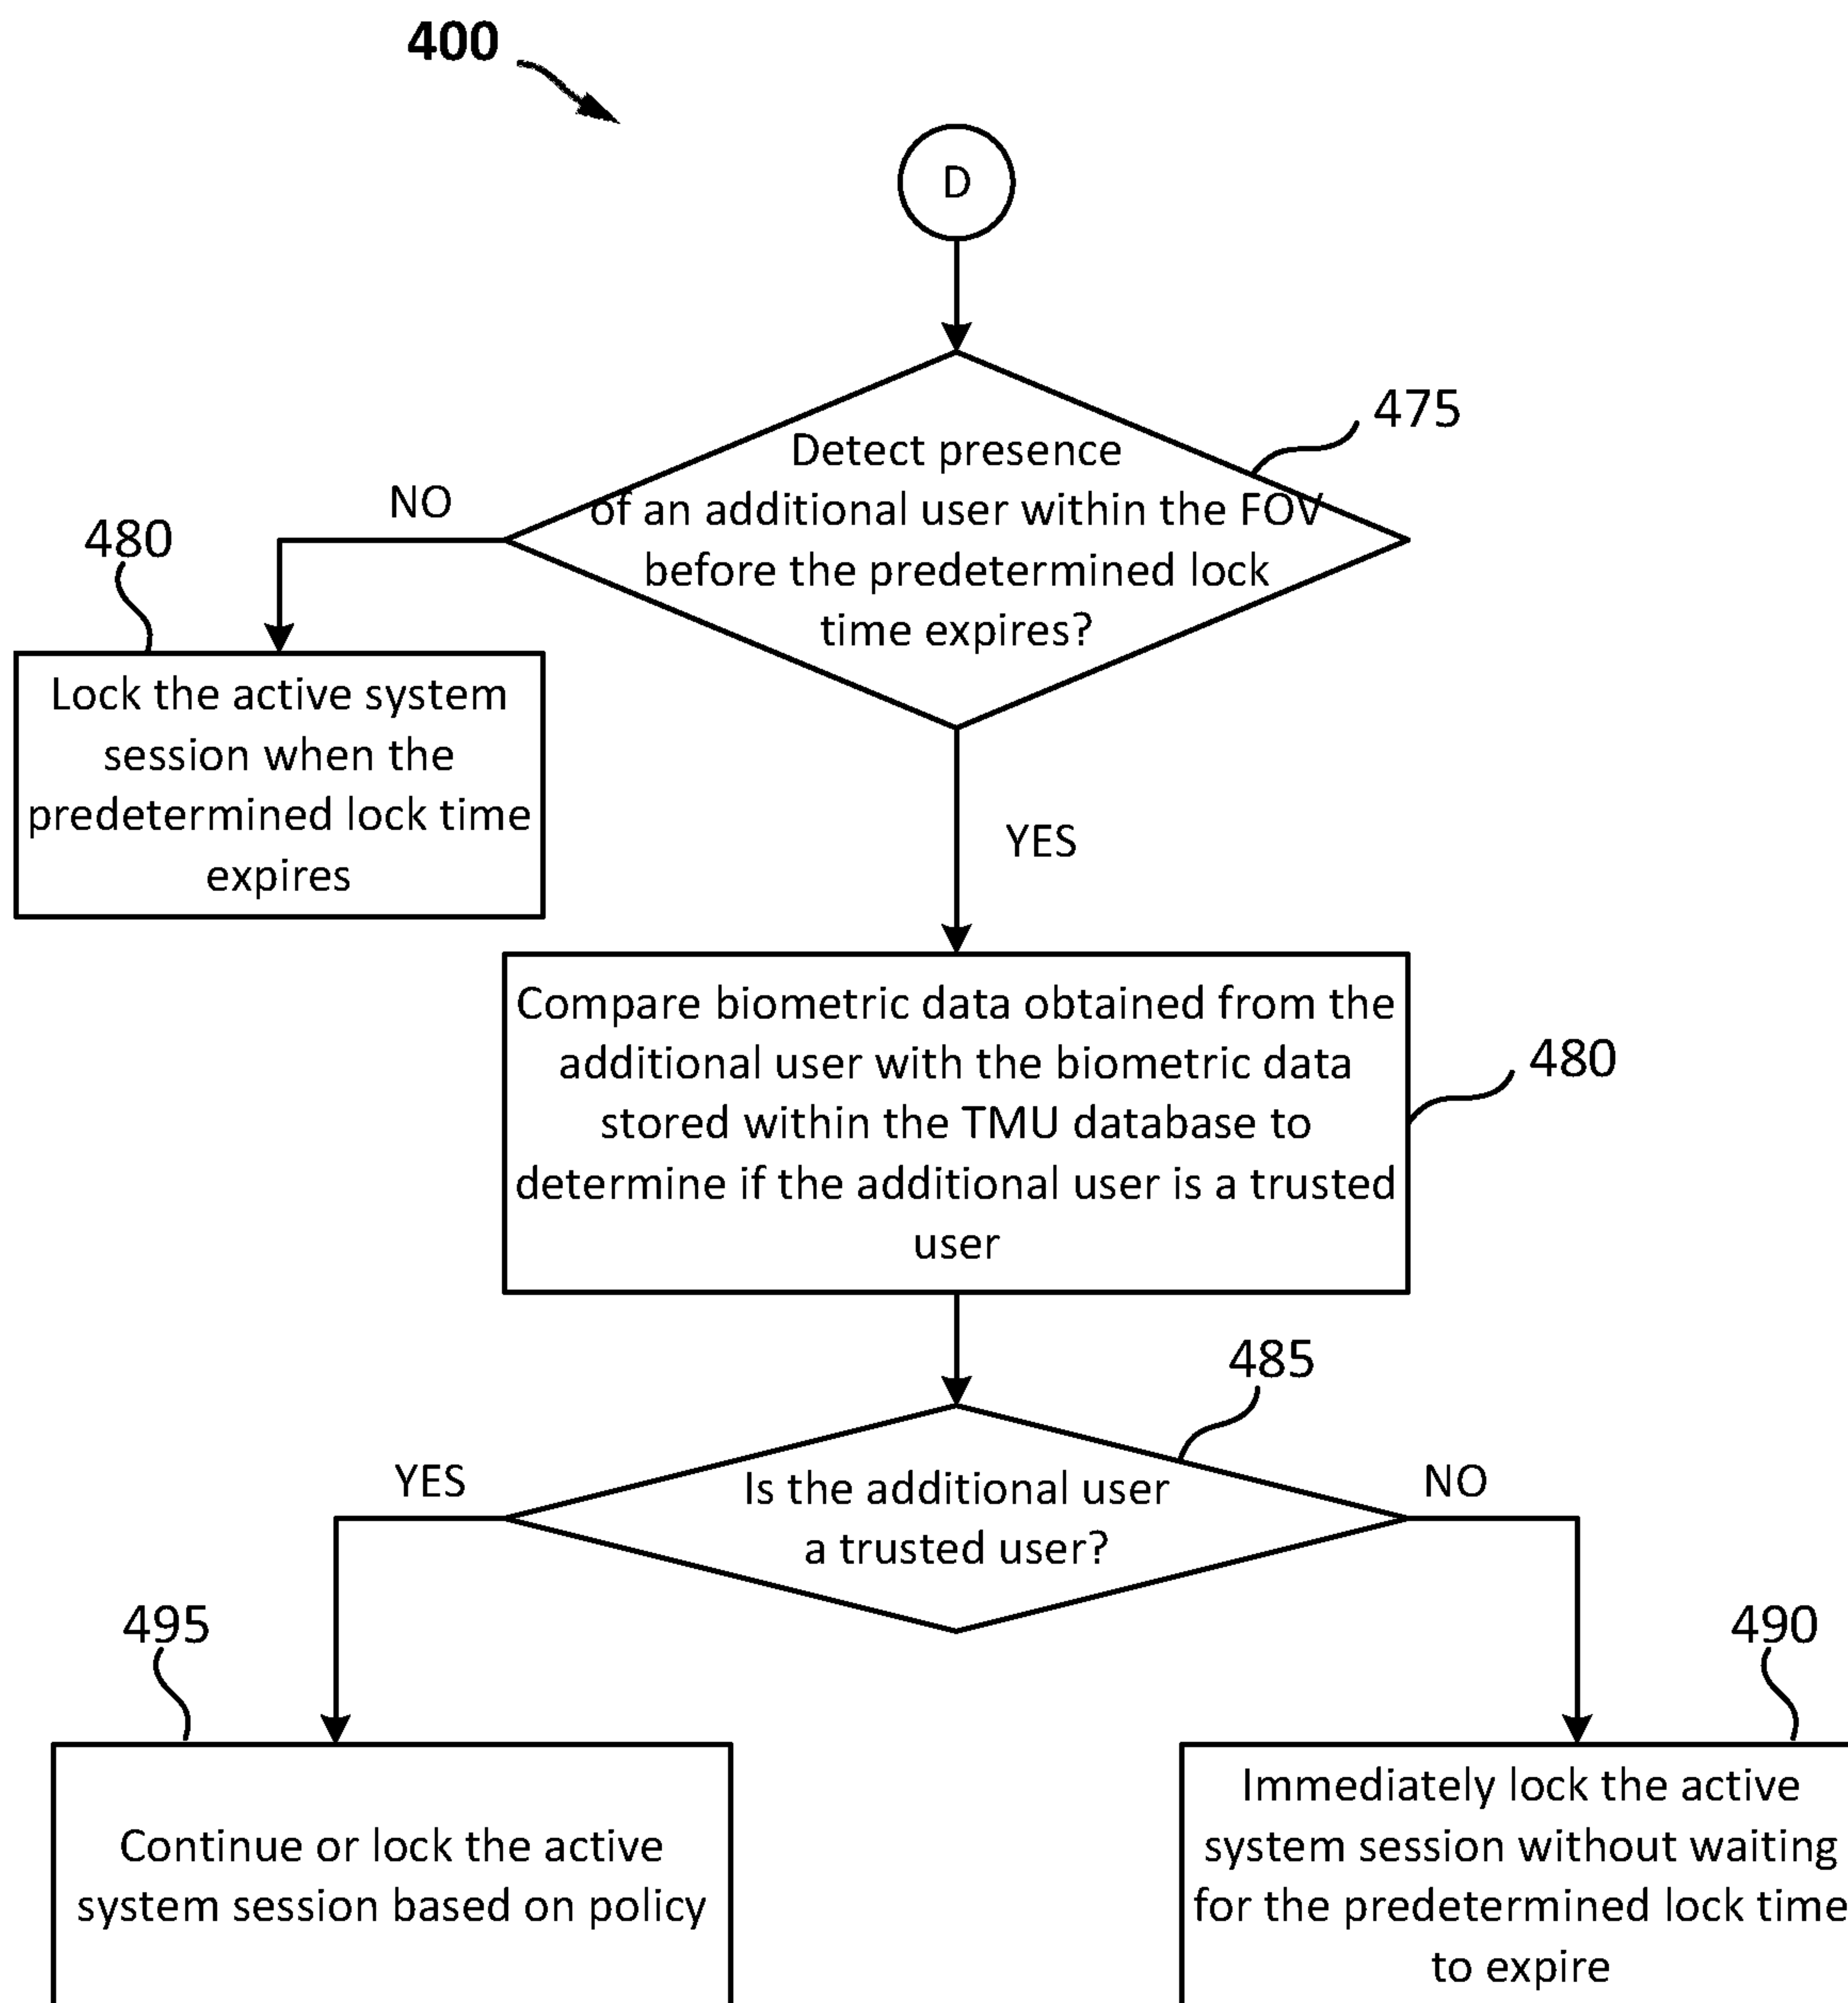 400
D
475
Detect presence
of an additional user within the FOV
before the predetermined lock
time expires?
NO
480
Lock the active system
session when the
predetermined lock time
expires
YES
Compare biometric data obtained from the
additional user with the biometric data
stored within the TMU database to
determine if the additional user is a trusted
user
480
485
Is the additional user
a trusted user?
YES
NO
495
490
Continue or lock the active
system session based on policy
Immediately lock the active
system session without waiting
for the predetermined lock time
to expire